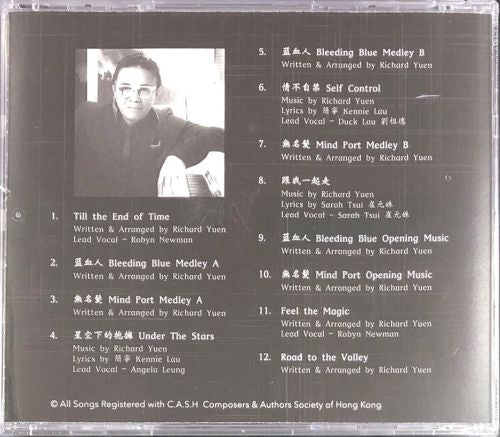 1. Till the End of Time
Written & Arranged by Richard Yuen
Lead Vocal – Robyn Newman
2. 藍血人 Bleeding Blue Medley A
Written & Arranged by Richard Yuen
3. 無名髮 Mind Port Medley A
Written & Arranged by Richard Yuen
4. 星空下的拖擁 Under The Stars
Music by Richard Yuen
Lyrics by 簡寧 Kennie Lau
Lead Vocal – Angela Leung
5. 藍血人 Bleeding Blue Medley B
Written & Arranged by Richard Yuen
6. 情不自禁 Self Control
Music by Richard Yuen
Lyrics by 簡寧 Kennie Lau
Lead Vocal – Duck Lau 劉祖德
7. 無名髮 Mind Port Medley B
Written & Arranged by Richard Yuen
8. 跟我一起走
Music by Richard Yuen
Lyrics by Sarah Tsui 崔元姝
Lead Vocal – Sarah Tsui 崔元姝
9. 藍血人 Bleeding Blue Opening Music
Written & Arranged by Richard Yuen
10. 無名髮 Mind Port Opening Music
Written & Arranged by Richard Yuen
11. Feel the Magic
Written & Arranged by Richard Yuen
Lead Vocal – Robyn Newman
12. Road to the Valley
Written & Arranged by Richard Yuen
© All Songs Registered with C.A.S.H Composers & Authors Society of Hong Kong